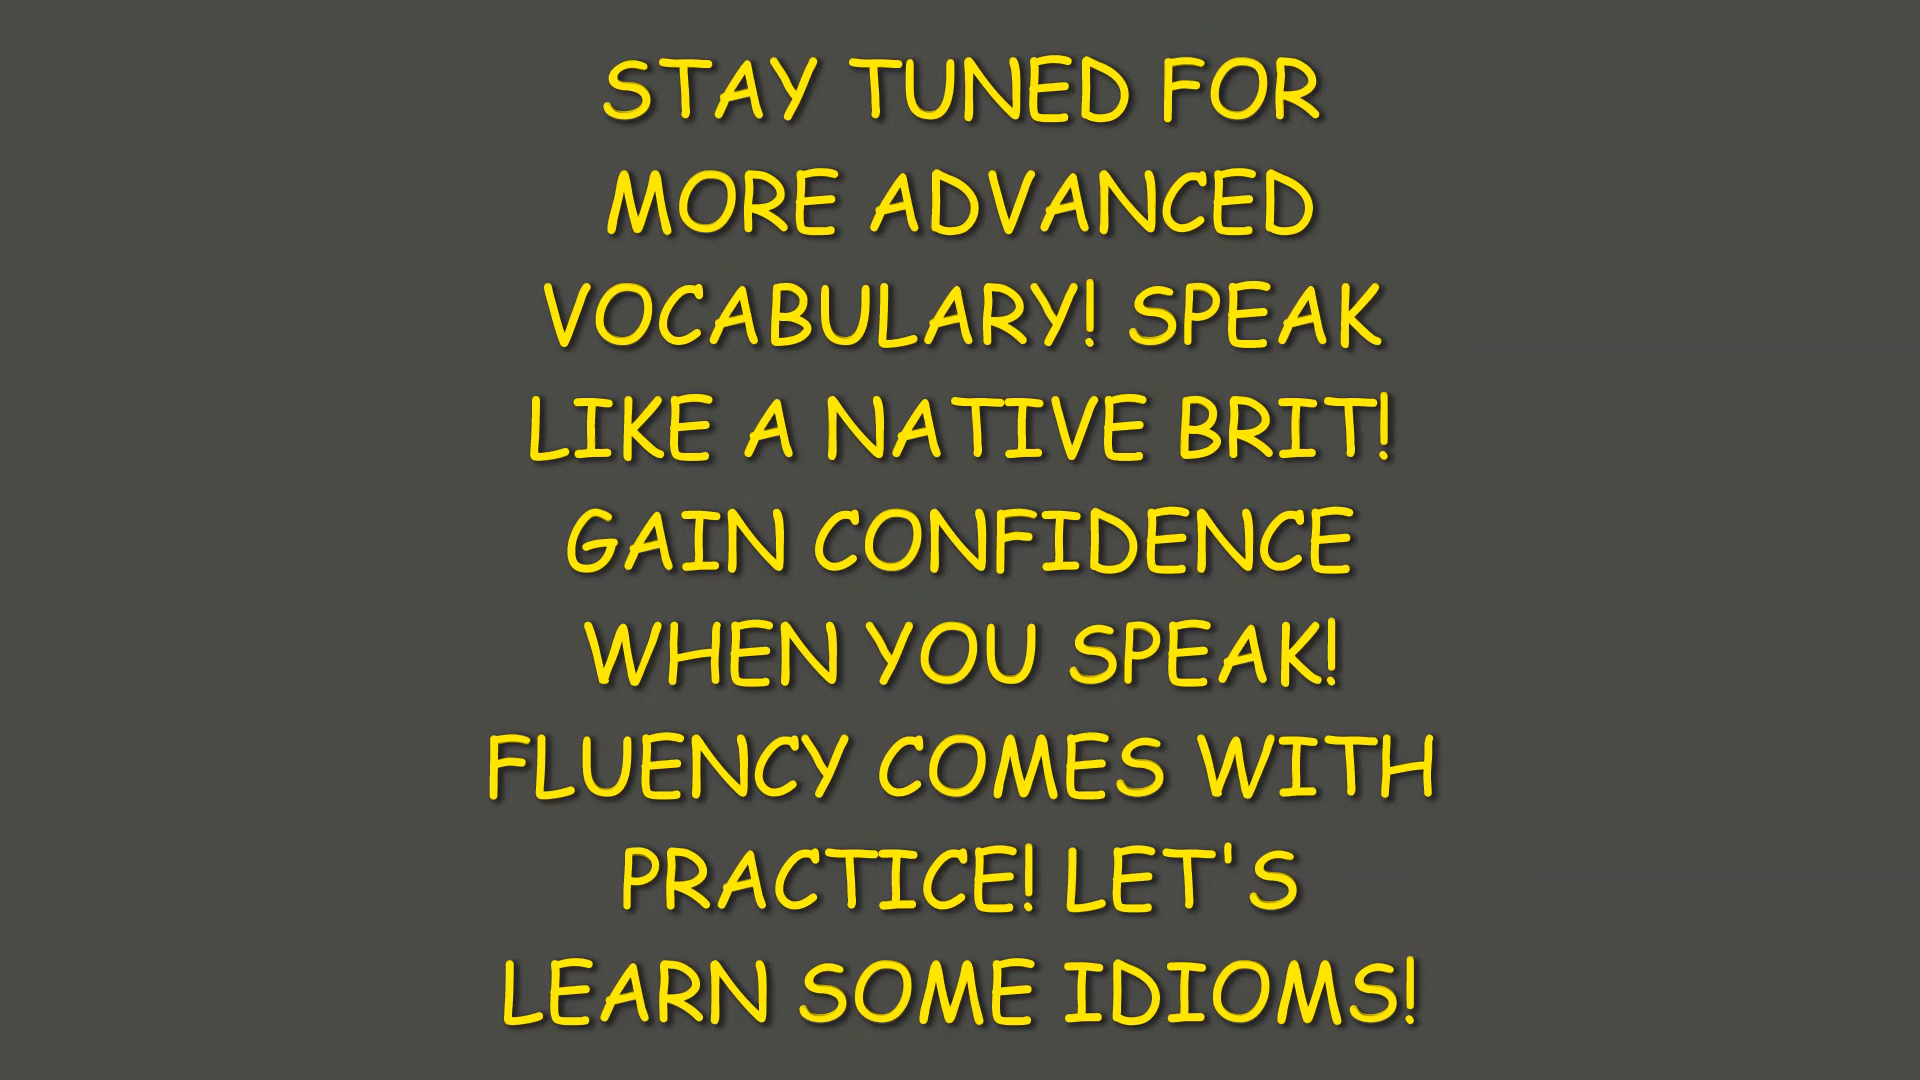 STAY TUNED FOR
MORE ADVANCED
VOCABULARY! SPEAK
LIKE A NATIVE BRIT!
GAIN CONFIDENCE
WHEN YOU SPEAK!
FLUENCY COMES WITH
PRACTICE! LET'S
LEARN SOME IDIOMS!